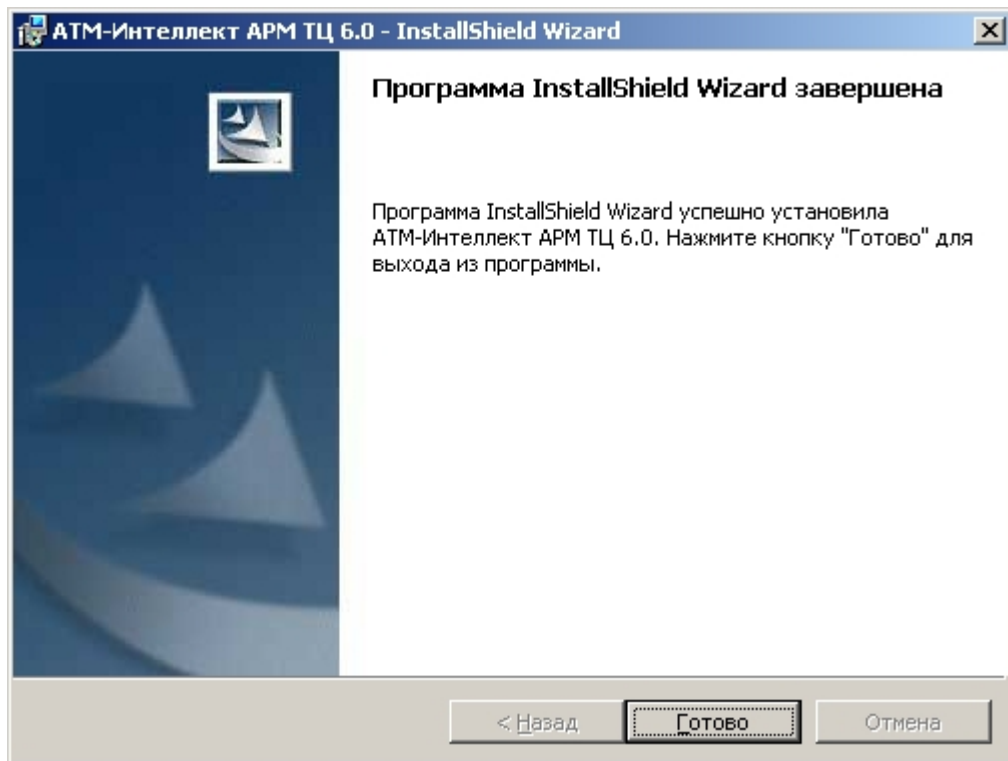 АТМ-Интеллект АРМ ТЦ 6.0 - InstallShield Wizard
Программа InstallShield Wizard завершена
Программа InstallShield Wizard успешно установила
АТМ-Интеллект АРМ ТЦ 6.0. Нажмите кнопку "Готово" для
выхода из программы.
< Назад
Готово
Отмена